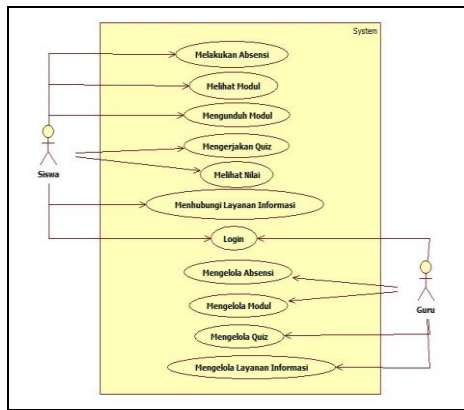 System
Melakukan Absensi
Melihat Modul
Mengunduh Modul
Mengerjakan Quiz
Siswa
Melihat Nilai
Menhubungi Layanan Informasi
Login
Mengelola Absensi
Mengelola Modul
Guru
Mengelola Quiz
Mengelola Layanan Informasi